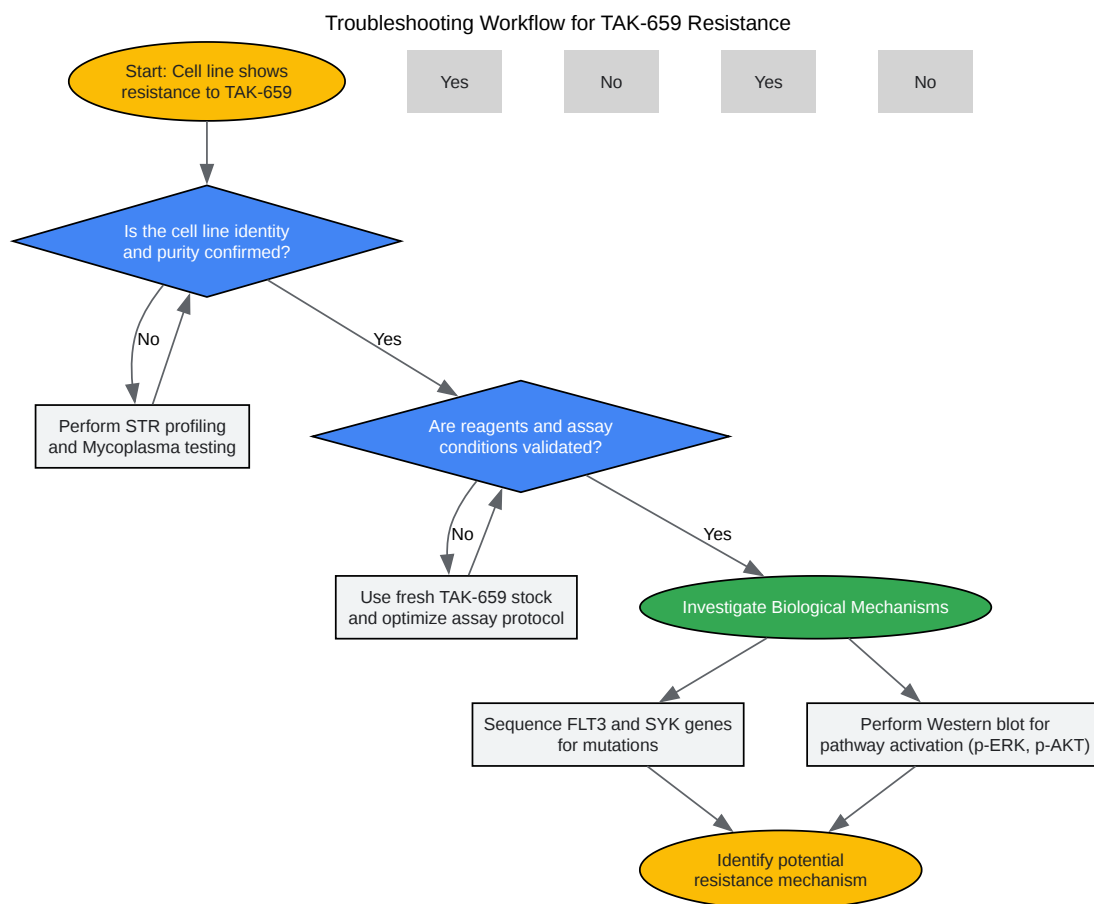 Troubleshooting Workflow for TAK-659 Resistance
Start: Cell line shows
resistance to TAK-659
Yes
No
Yes
No
Is the cell line identity
and purity confirmed?
No
Yes
Perform STR profiling
and Mycoplasma testing
Are reagents and assay
conditions validated?
No
Yes
Use fresh TAK-659 stock
and optimize assay protocol
Investigate Biological Mechanisms
Sequence FLT3 and SYK genes
for mutations
Perform Western blot for
pathway activation (p-ERK, p-AKT)
Identify potential
resistance mechanism